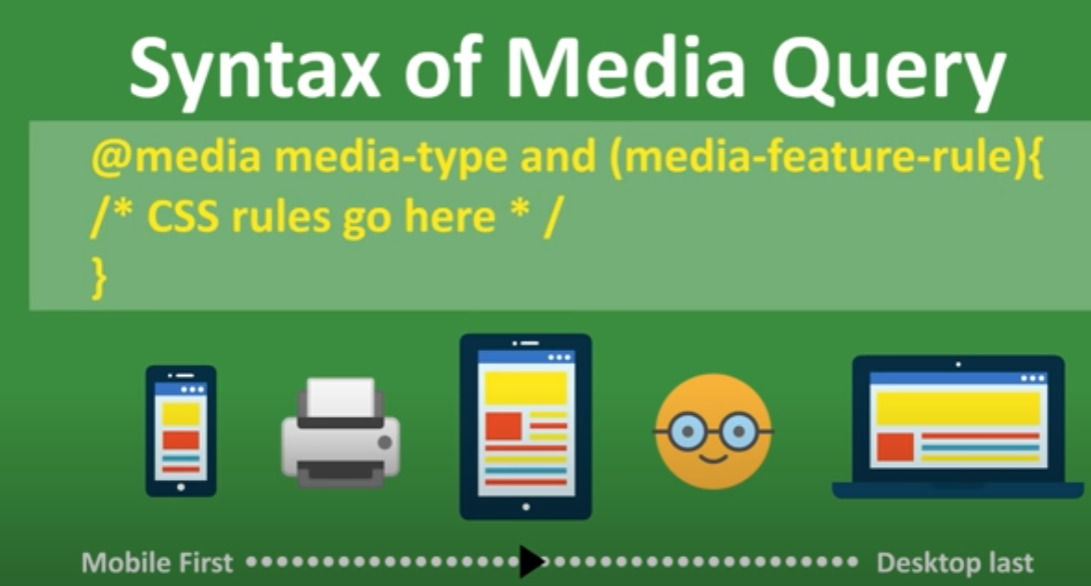 Syntax of Media Query
@media media-type and (media-feature-rule){
/* CSS rules go here * /
}
Mobile First
Desktop last